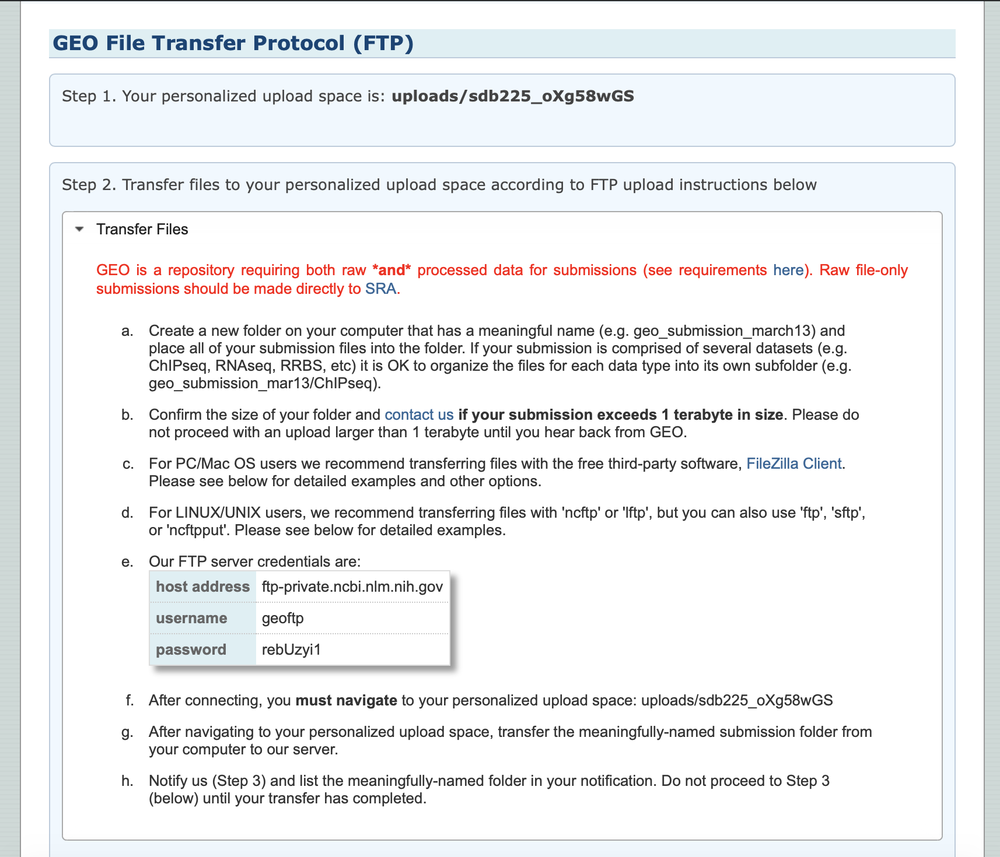 GEO File Transfer Protocol (FTP)
Step 1. Your personalized upload space is: uploads/sdb225_oXg58wGS
Step 2. Transfer files to your personalized upload space according to FTP upload instructions below
Transfer Files
GEO is a repository requiring both raw *and* processed data for submissions (see requirements here). Raw file-only
submissions should be made directly to SRA.
a. Create a new folder on your computer that has a meaningful name (e.g. geo_submission_march13) and
place all of your submission files into the folder. If your submission is comprised of several datasets (e.g.
ChIPseq, RNAseq, RRBS, etc) it is OK to organize the files for each data type into its own subfolder (e.g.
geo_submission_mar13/ChIPseq).
b. Confirm the size of your folder and contact us if your submission exceeds 1 terabyte in size. Please do
not proceed with an upload larger than 1 terabyte until you hear back from GEO.
c. For PC/Mac OS users we recommend transferring files with the free third-party software, FileZilla Client.
Please see below for detailed examples and other options.
d. For LINUX/UNIX users, we recommend transferring files with 'ncftp' or 'lftp', but you can also use 'ftp', 'sftp',
or 'ncftpput'. Please see below for detailed examples.
e. Our FTP server credentials are:
host address ftp-private.ncbi.nlm.nih.gov
username geoftp
password rebUzyi1
f. After connecting, you must navigate to your personalized upload space: uploads/sdb225_oXg58wGS
g. After navigating to your personalized upload space, transfer the meaningfully-named submission folder from
your computer to our server.
h. Notify us (Step 3) and list the meaningfully-named folder in your notification. Do not proceed to Step 3
(below) until your transfer has completed.